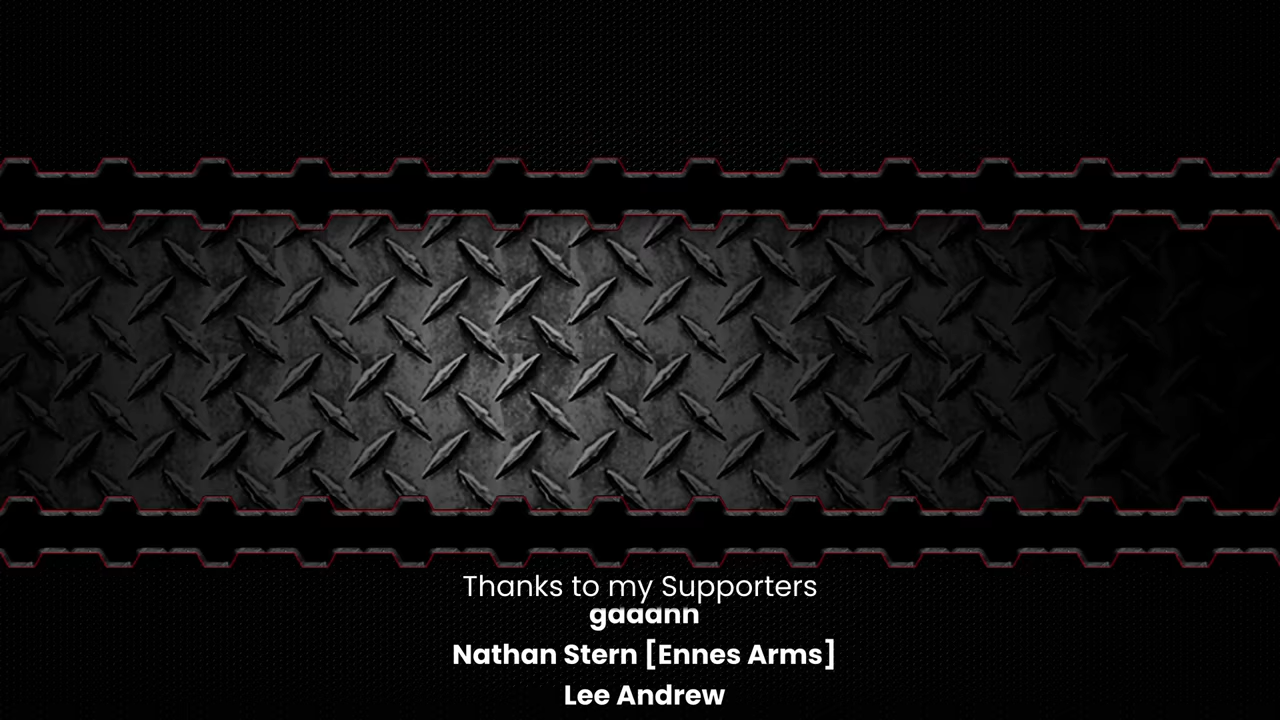 Thanks to my Supporters
gaaann
Nathan Stern [Ennes Arms]
Lee Andrew